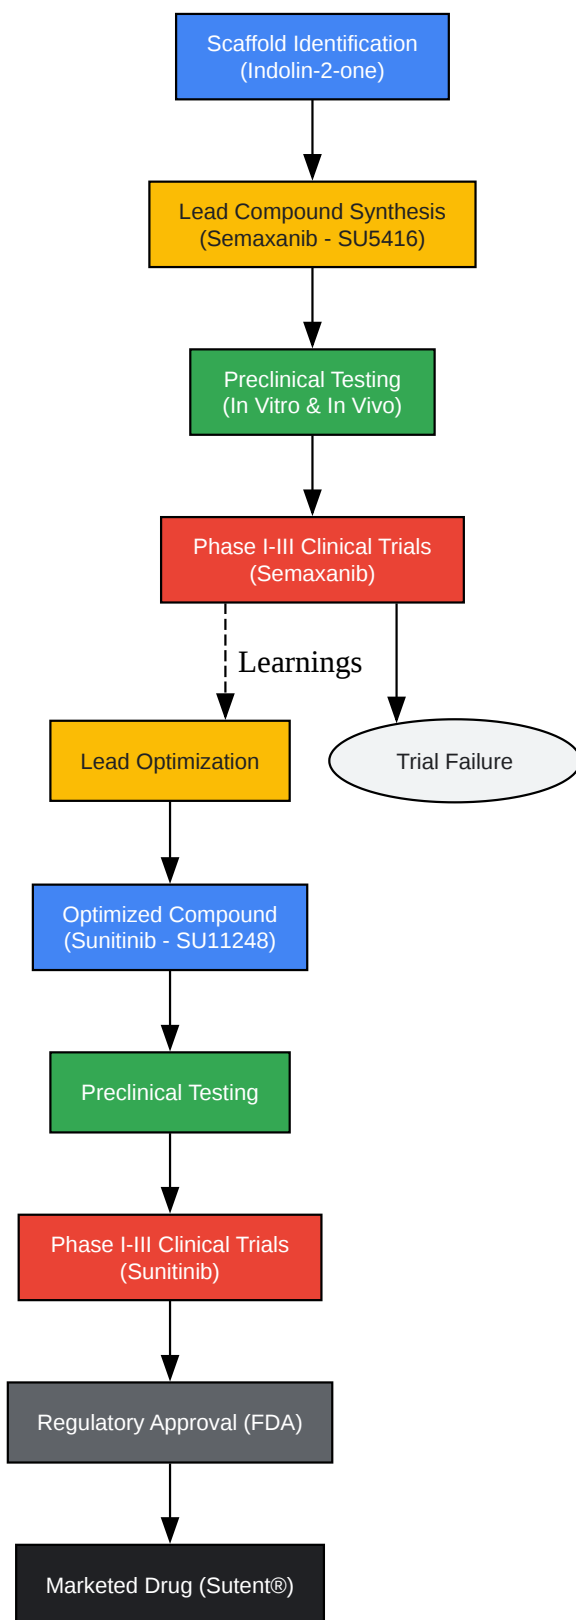 Scaffold Identification
(Indolin-2-one)
Lead Compound Synthesis
(Semaxanib - SU5416)
Preclinical Testing
(In Vitro & In Vivo)
Phase I-III Clinical Trials
(Semaxanib)
Learnings
Lead Optimization
Trial Failure
Optimized Compound
(Sunitinib - SU11248)
Preclinical Testing
Phase I-III Clinical Trials
(Sunitinib)
Regulatory Approval (FDA)
Marketed Drug (Sutent®)